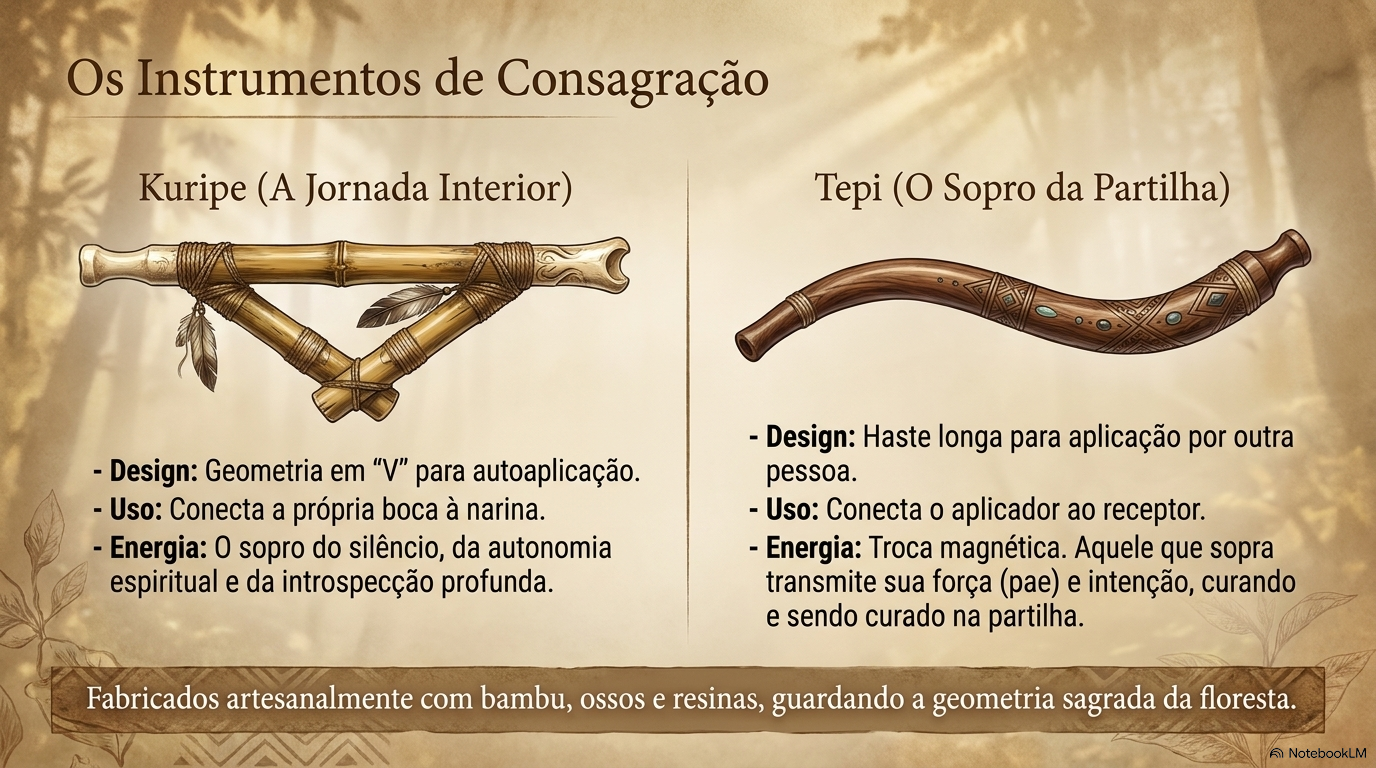 Os Instrumentos de Consagração
Kuripe (A Jornada Interior)
- Design: Geometria em “V” para autoaplicação.
- Uso: Conecta a própria boca à narina.
- Energia: O sopro do silêncio, da autonomia
espiritual e da introspecção profunda.
Tepi (O Sopro da Partilha)
- Design: Haste longa para aplicação por outra
pessoa.
- Uso: Conecta o aplicador ao receptor.
- Energia: Troca magnética. Aquele que sopra
transmite sua força (pae) e intenção, curando
e sendo curado na partilha.
Fabricados artesanalmente com bambu, ossos e resinas, guardando a geometria sagrada da floresta.
NotebookLM